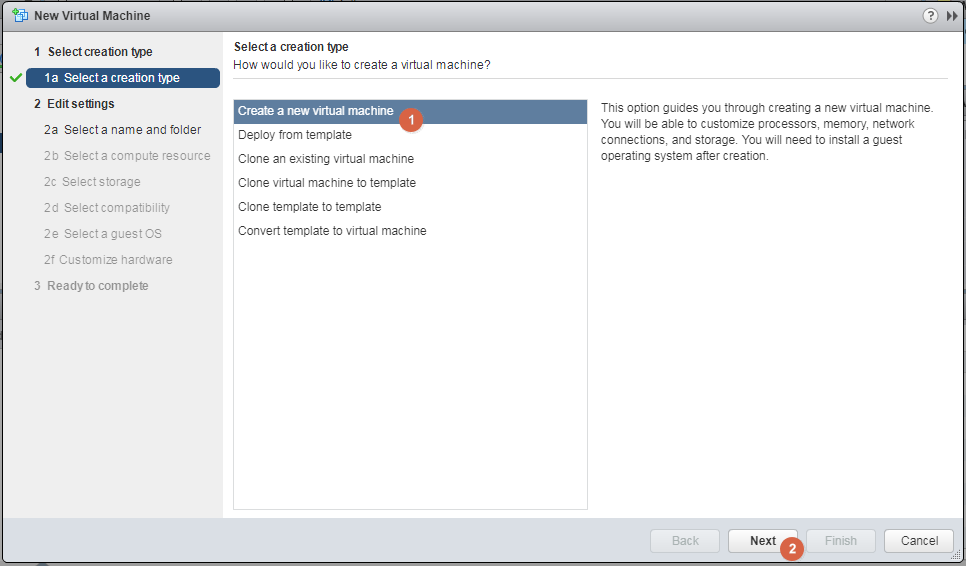 New Virtual Machine
?
1 Select creation type
1a Select a creation type
2 Edit settings
2a Select a name and folder
2b Select a compute resource
2c Select storage
2d Select compatibility
2e Select a guest OS
2f Customize hardware
3 Ready to complete
Select a creation type
How would you like to create a virtual machine?
Create a new virtual machine
1
Deploy from template
Clone an existing virtual machine
Clone virtual machine to template
Clone template to template
Convert template to virtual machine
This option guides you through creating a new virtual machine.
You will be able to customize processors, memory, network
connections, and storage. You will need to install a guest
operating system after creation.
Back
Next
2
Finish
Cancel